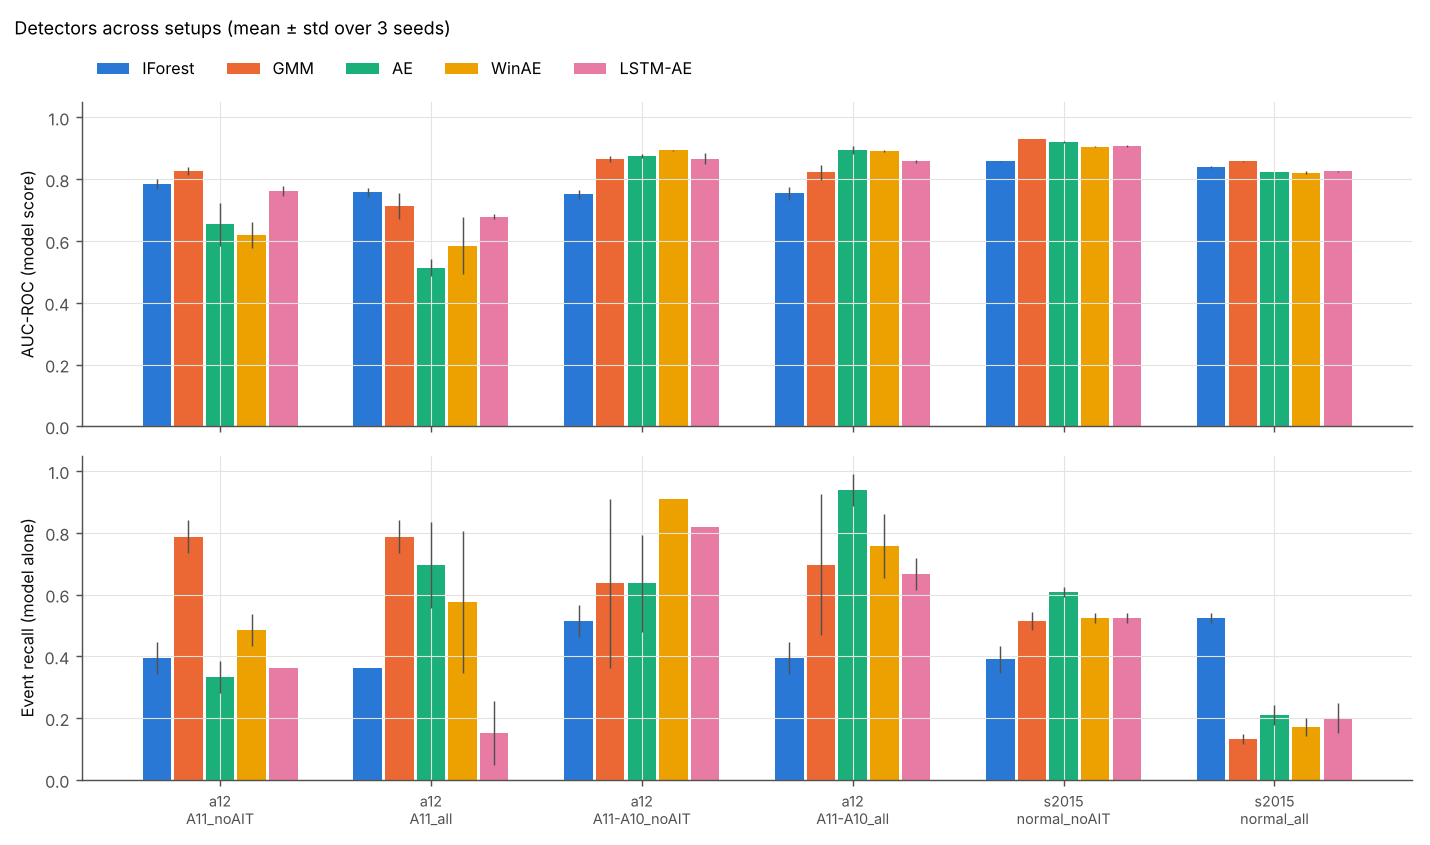 Detectors across setups (mean ± std over 3 seeds)
IForest GMM AE WinAE LSTM-AE
AUC-ROC (model score)
1.0
0.8
0.6
0.4
0.2
0.0
Event recall (model alone)
1.0
0.8
0.6
0.4
0.2
0.0
a12 a12 a12 a12 s2015 s2015
A11_noAIT A11_all A11-A10_noAIT A11-A10_all normal_noAIT normal_all